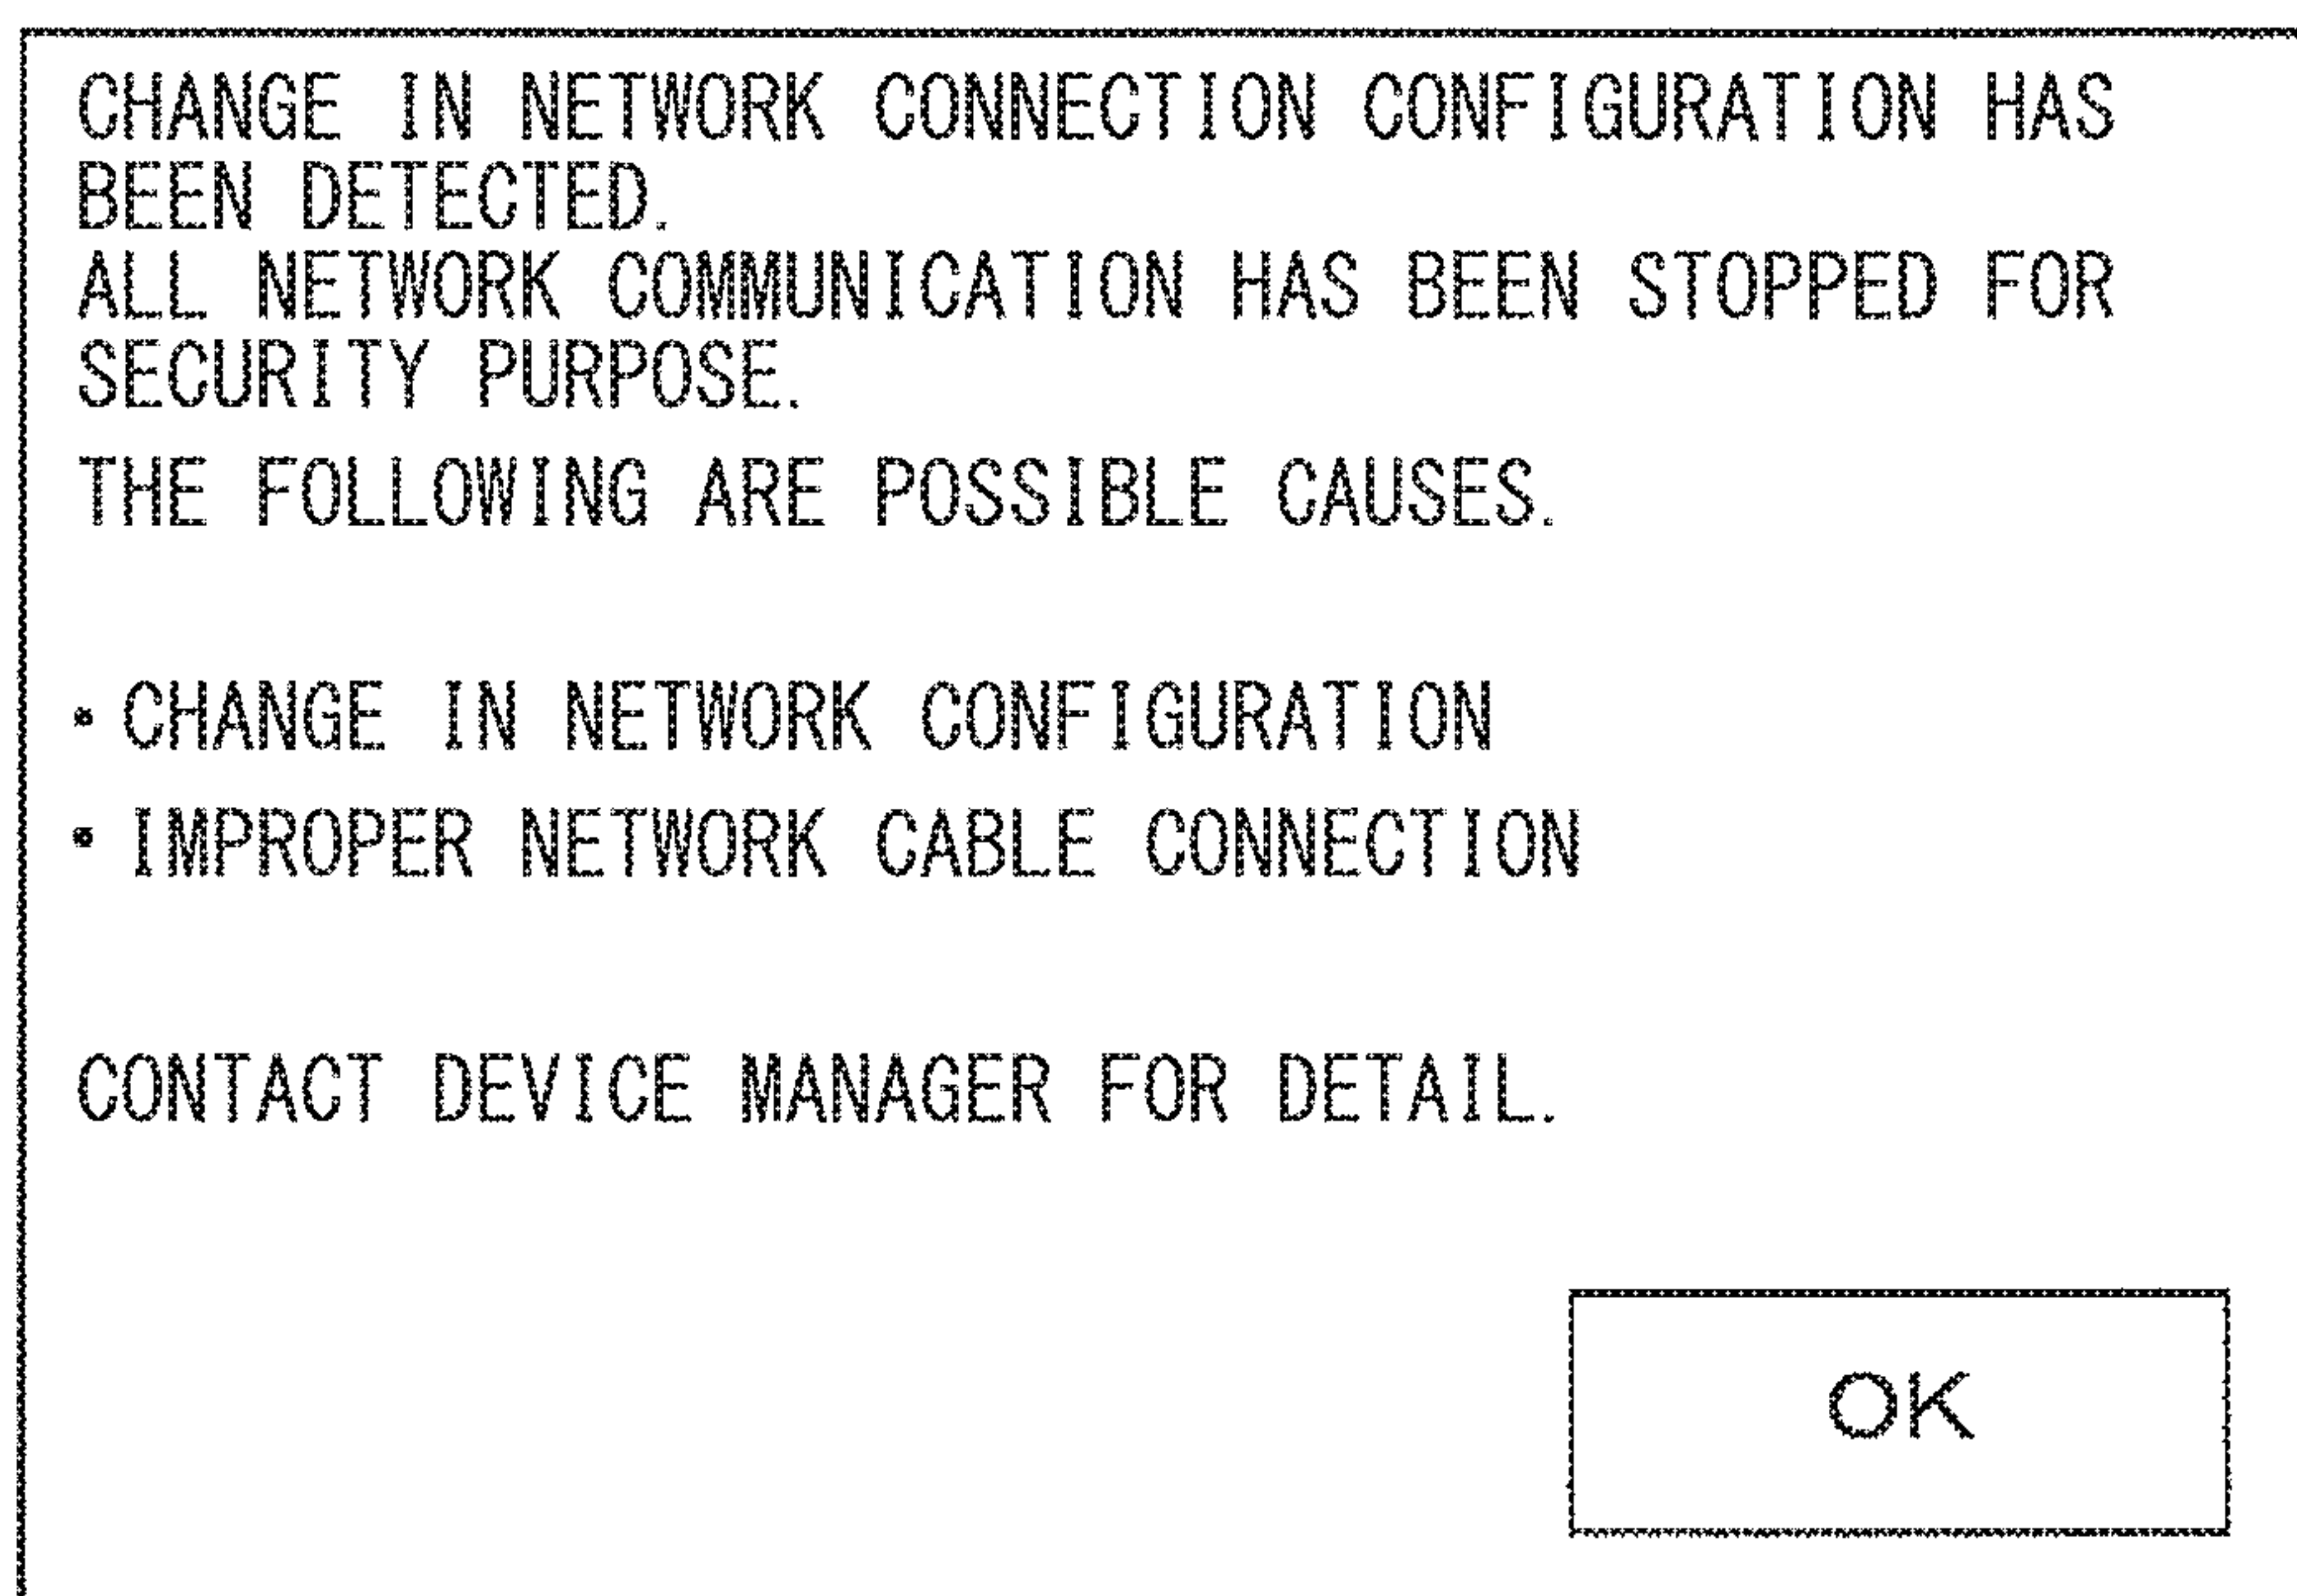 CHANGE IN NETWORK CONNECTION CONFIGURATION HAS
BEEN DETECTED.
ALL NETWORK COMMUNICATION HAS BEEN STOPPED FOR
SECURITY PURPOSE.
THE FOLLOWING ARE POSSIBLE CAUSES.
・CHANGE IN NETWORK CONFIGURATION
・IMPROPER NETWORK CABLE CONNECTION
CONTACT DEVICE MANAGER FOR DETAIL.
OK